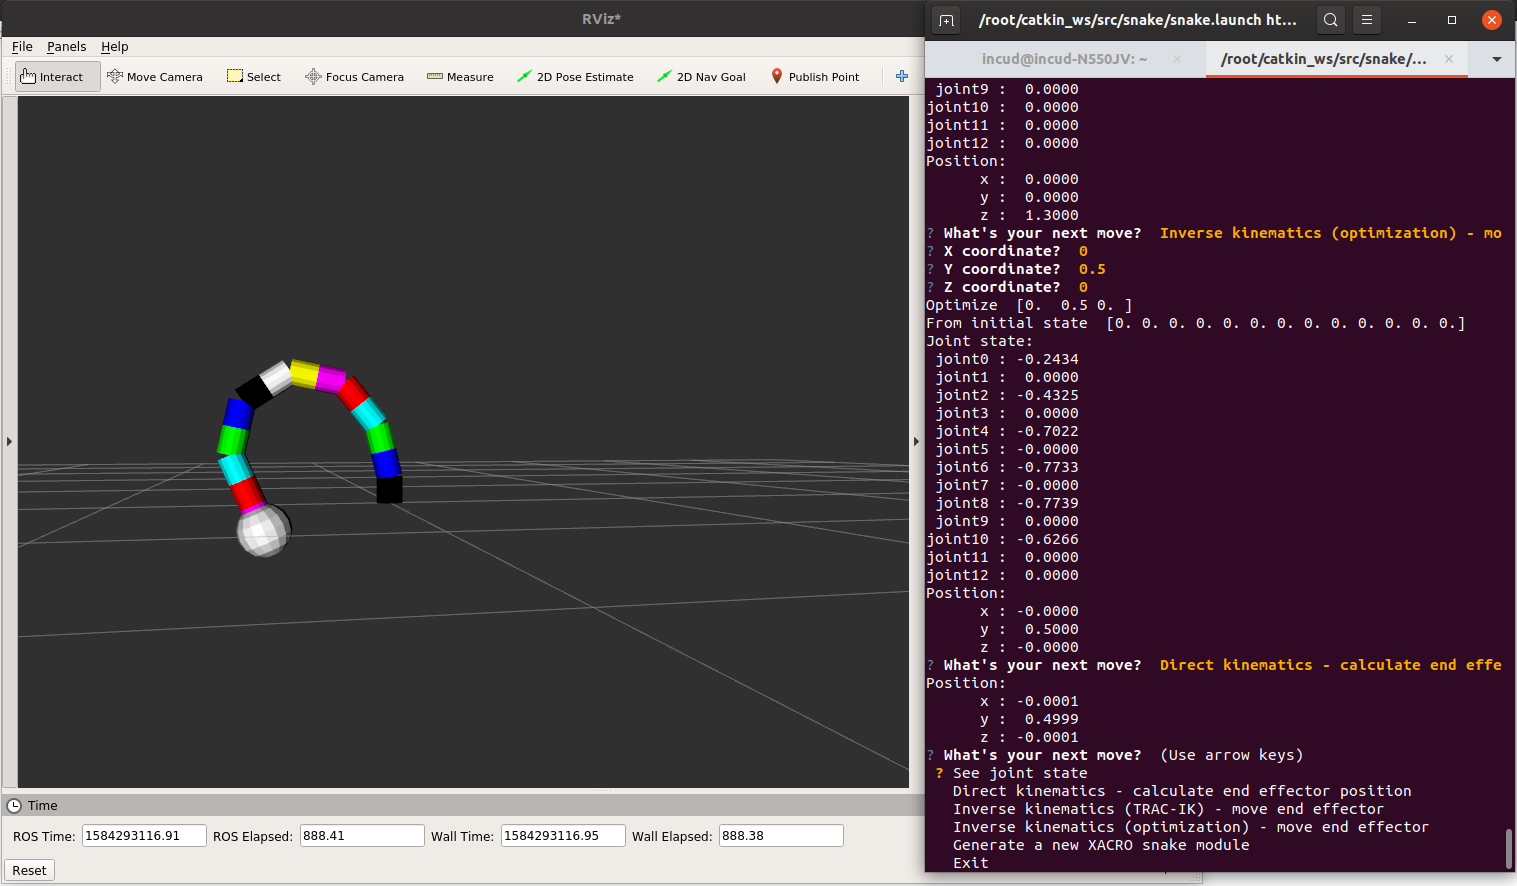 RViz*
File Panels Help
Interact Move Camera Select Focus Camera Measure 2D Pose Estimate 2D Nav Goal Publish Point
Time
ROS Time: 1584293116.91 ROS Elapsed: 888.41 Wall Time: 1584293116.95 Wall Elapsed: 888.38
Reset
/root/catkin_ws/src/snake/snake.launch ht...
incud@incud-N550JV: ~ /root/catkin_ws/src/snake/...
joint9 : 0.0000
joint10 : 0.0000
joint11 : 0.0000
joint12 : 0.0000
Position:
x : 0.0000
y : 0.0000
z : 1.3000
? What's your next move? Inverse kinematics (optimization) - mo
? X coordinate? 0
? Y coordinate? 0.5
? Z coordinate? 0
Optimize [0. 0.5 0. ]
From initial state [0. 0. 0. 0. 0. 0. 0. 0. 0. 0. 0. 0. 0.]
Joint state:
joint0 : -0.2434
joint1 : 0.0000
joint2 : -0.4325
joint3 : 0.0000
joint4 : -0.7022
joint5 : -0.0000
joint6 : -0.7733
joint7 : -0.0000
joint8 : -0.7739
joint9 : 0.0000
joint10 : -0.6266
joint11 : 0.0000
joint12 : 0.0000
Position:
x : -0.0000
y : 0.5000
z : -0.0000
? What's your next move? Direct kinematics - calculate end effe
Position:
x : -0.0001
y : 0.4999
z : -0.0001
? What's your next move? (Use arrow keys)
? See joint state
Direct kinematics - calculate end effector position
Inverse kinematics (TRAC-IK) - move end effector
Inverse kinematics (optimization) - move end effector
Generate a new XACRO snake module
Exit